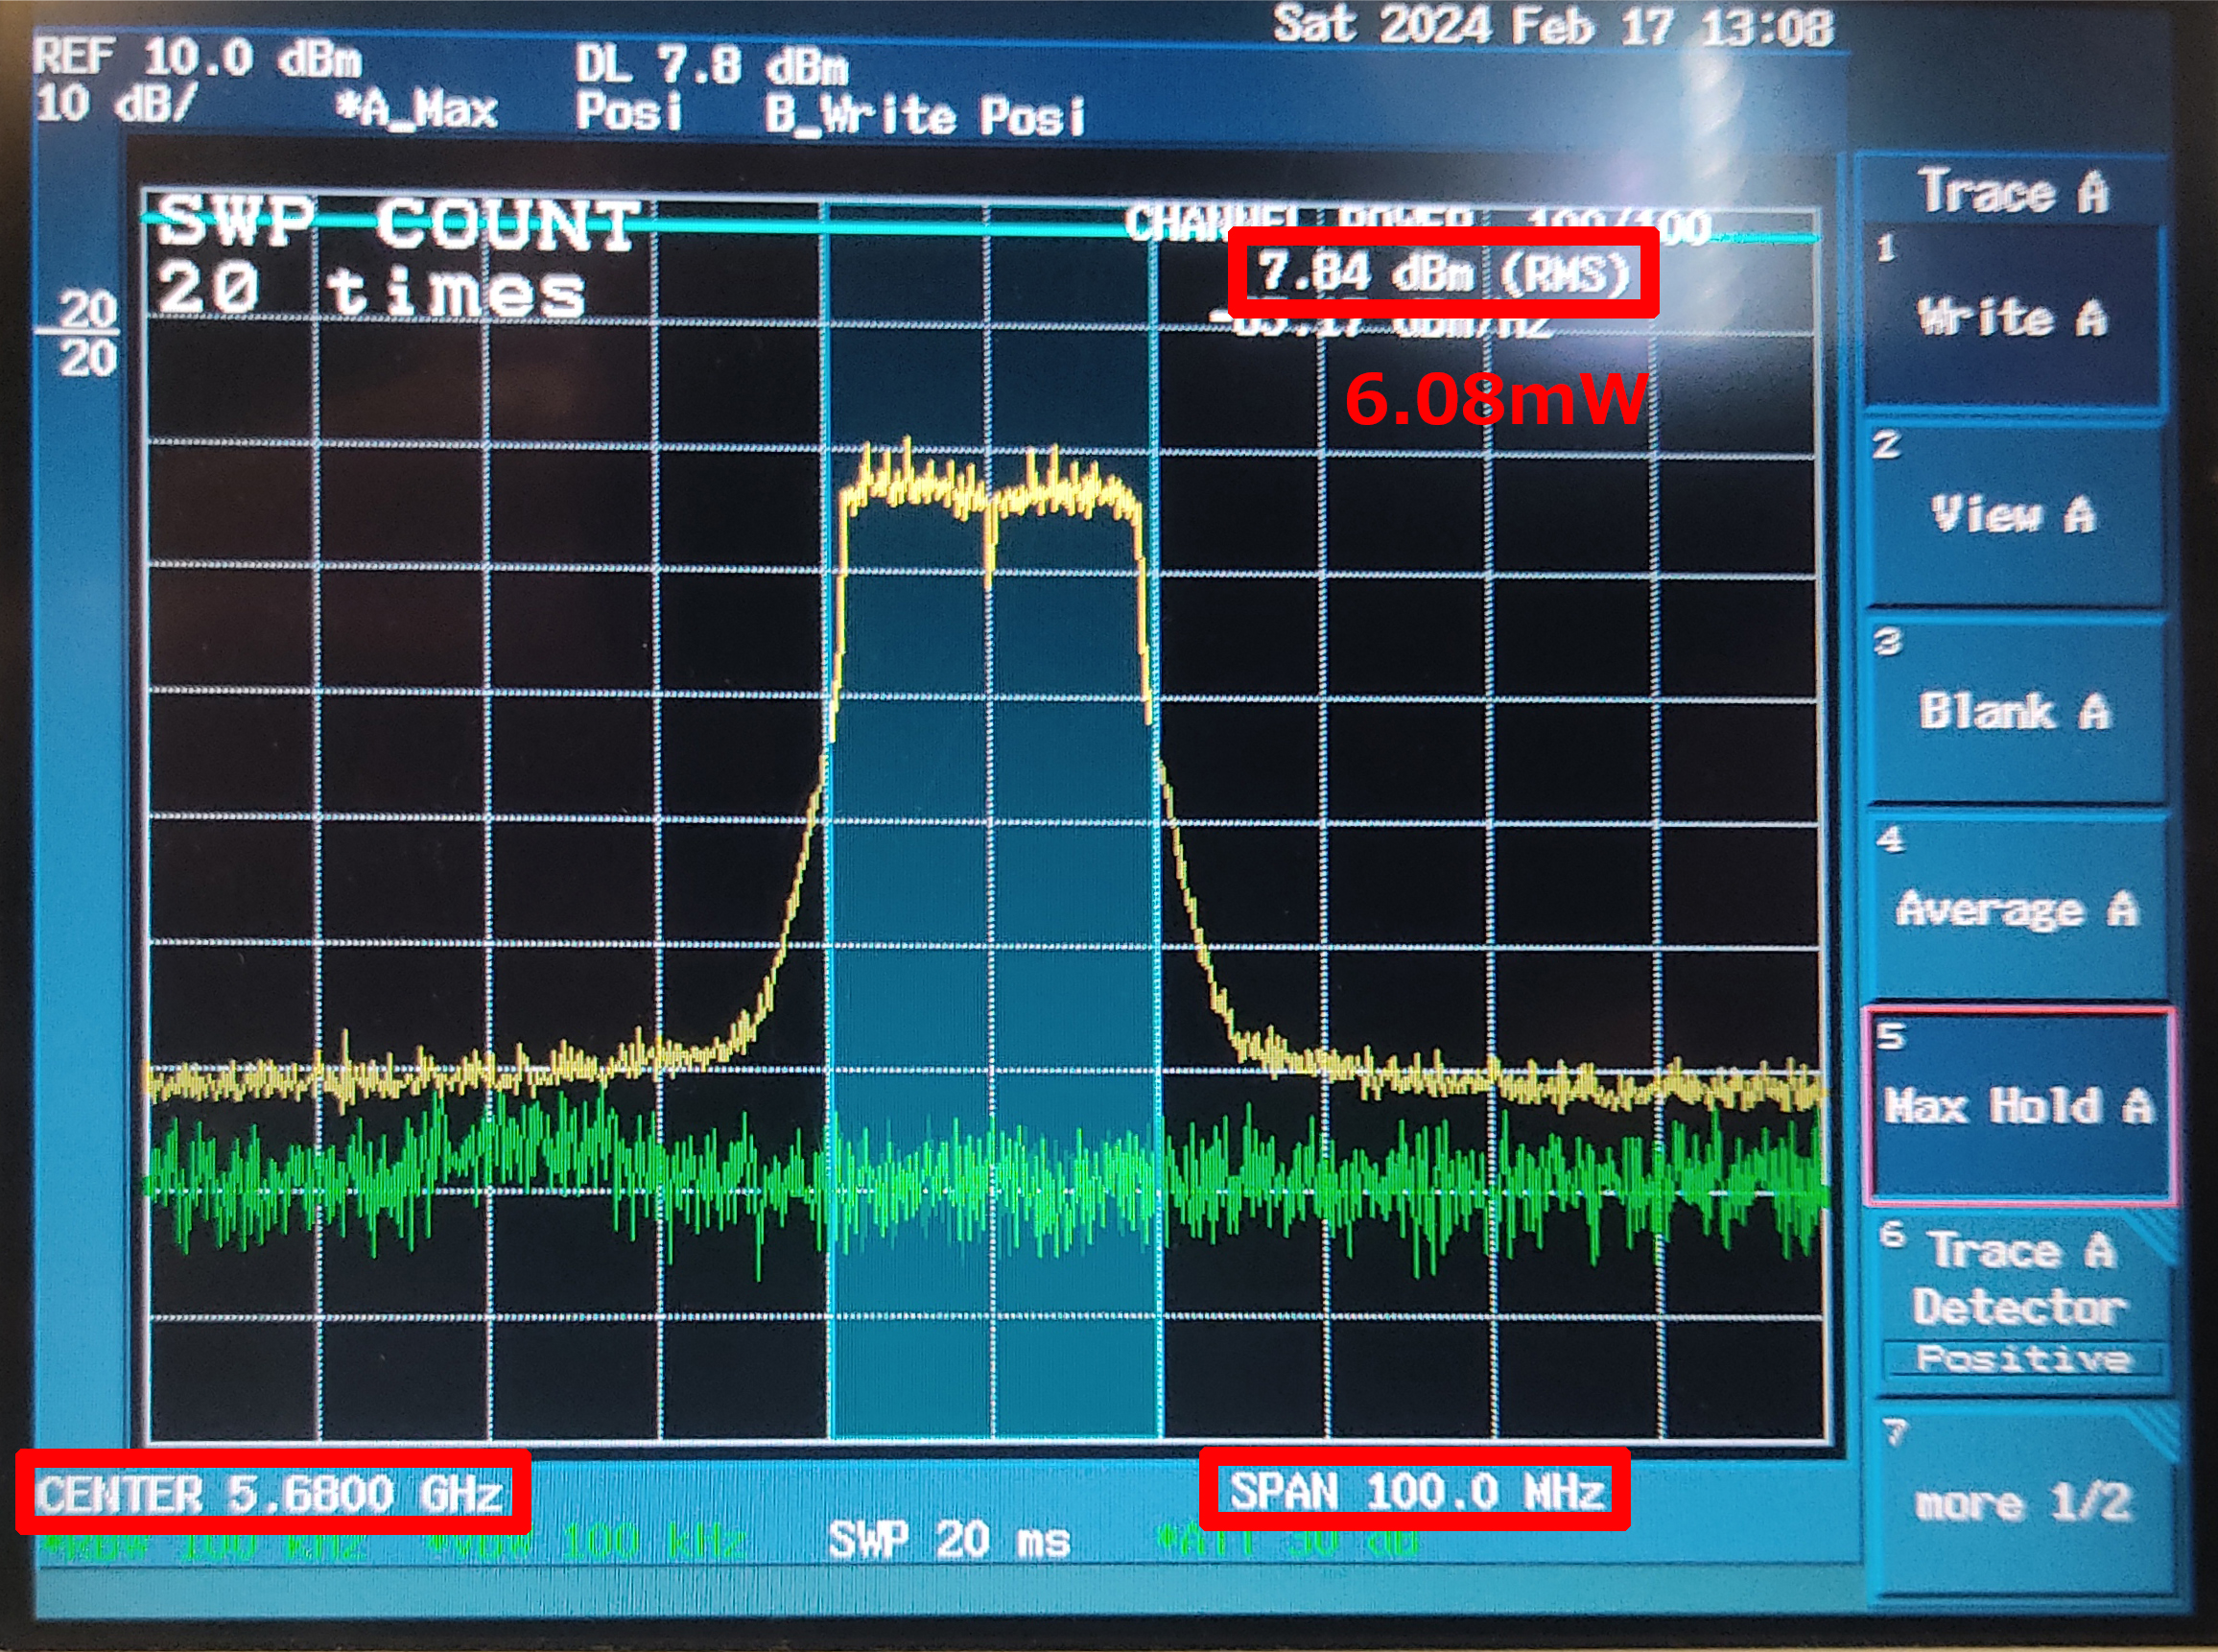 Sat 2024 Feb 17 13:08
REF 10.0 dBm
DL 7.8 dBm
10 dB/
*A_Max
Posi
B_Write Posi
SWP COUNT
20 times
CHANNEL POWER 100/100
7.84 dBm (RMS)
-65.17 dBm/Hz
6.08mW
20
20
Trace A
1
Write A
2
View A
3
Blank A
4
Average A
5
Max Hold A
6
Trace A
Detector
Positive
7
more 1/2
CENTER 5.6800 GHz
SPAN 100.0 MHz
*RBW 100 kHz
*VBW 100 kHz
SWP 20 ms
*ATT 30 dB